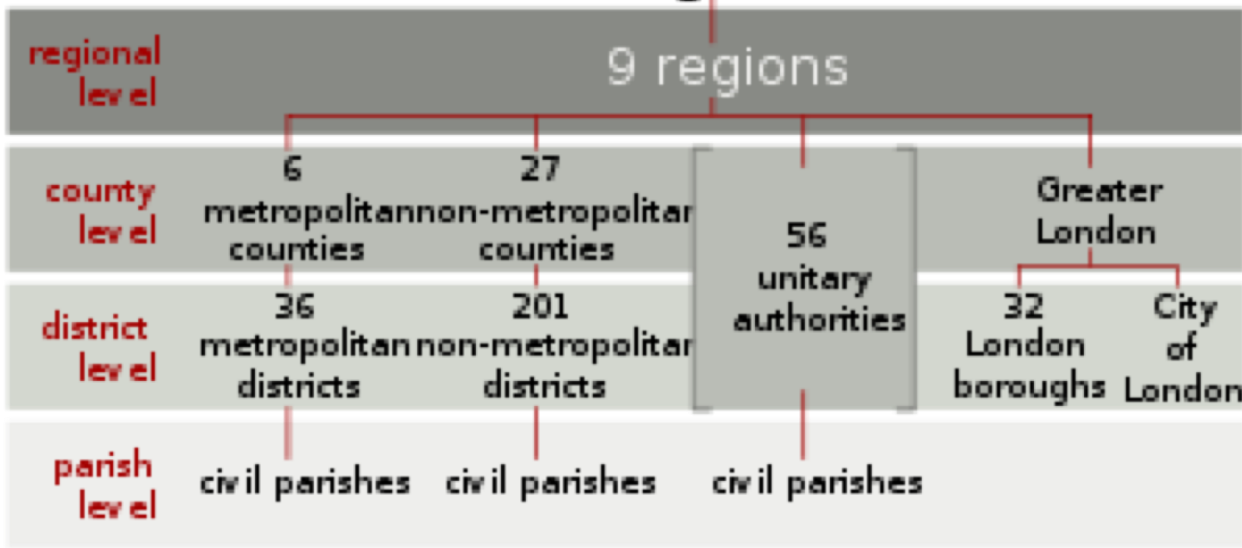 regional
level
9 regions
county
level
6
metropolitan
counties
27
non-metropolitan
counties
56
unitary
authorities
Greater
London
district
level
36
metropolitan
districts
201
non-metropolitan
districts
32
London
boroughs
City
of
London
parish
level
civil parishes
civil parishes
civil parishes